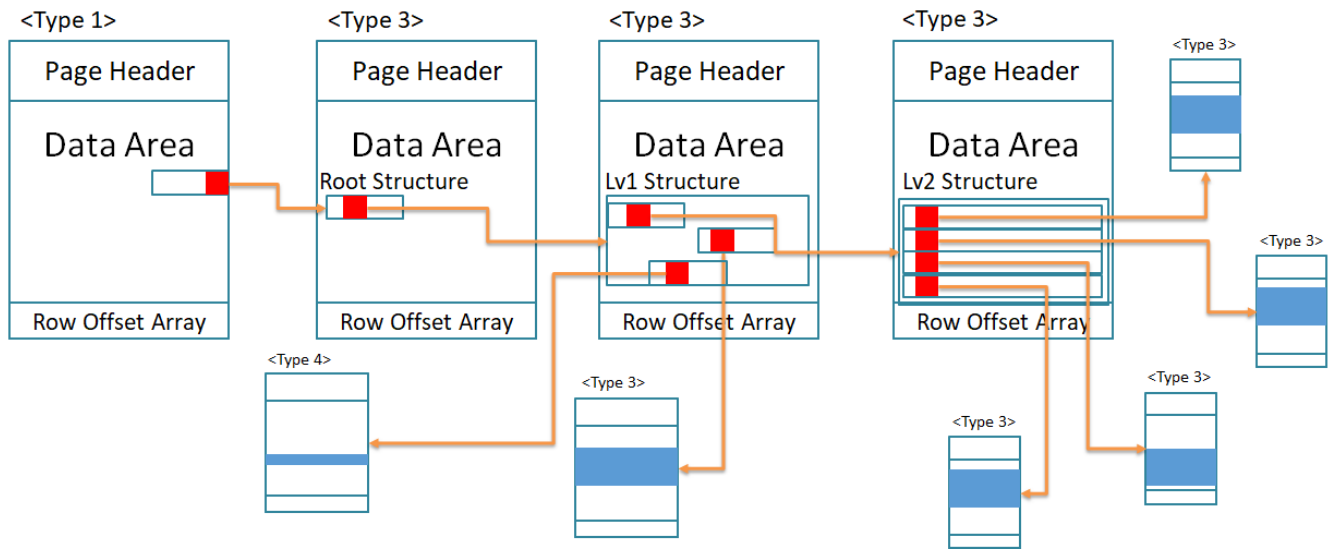 <Type 1>
Page Header
Data Area
Row Offset Array
<Type 3>
Page Header
Data Area
Root Structure
Row Offset Array
<Type 3>
Page Header
Data Area
Lv1 Structure
Row Offset Array
<Type 3>
Page Header
Data Area
Lv2 Structure
Row Offset Array
<Type 3>
<Type 3>
<Type 4>
<Type 3>
<Type 3>
<Type 3>